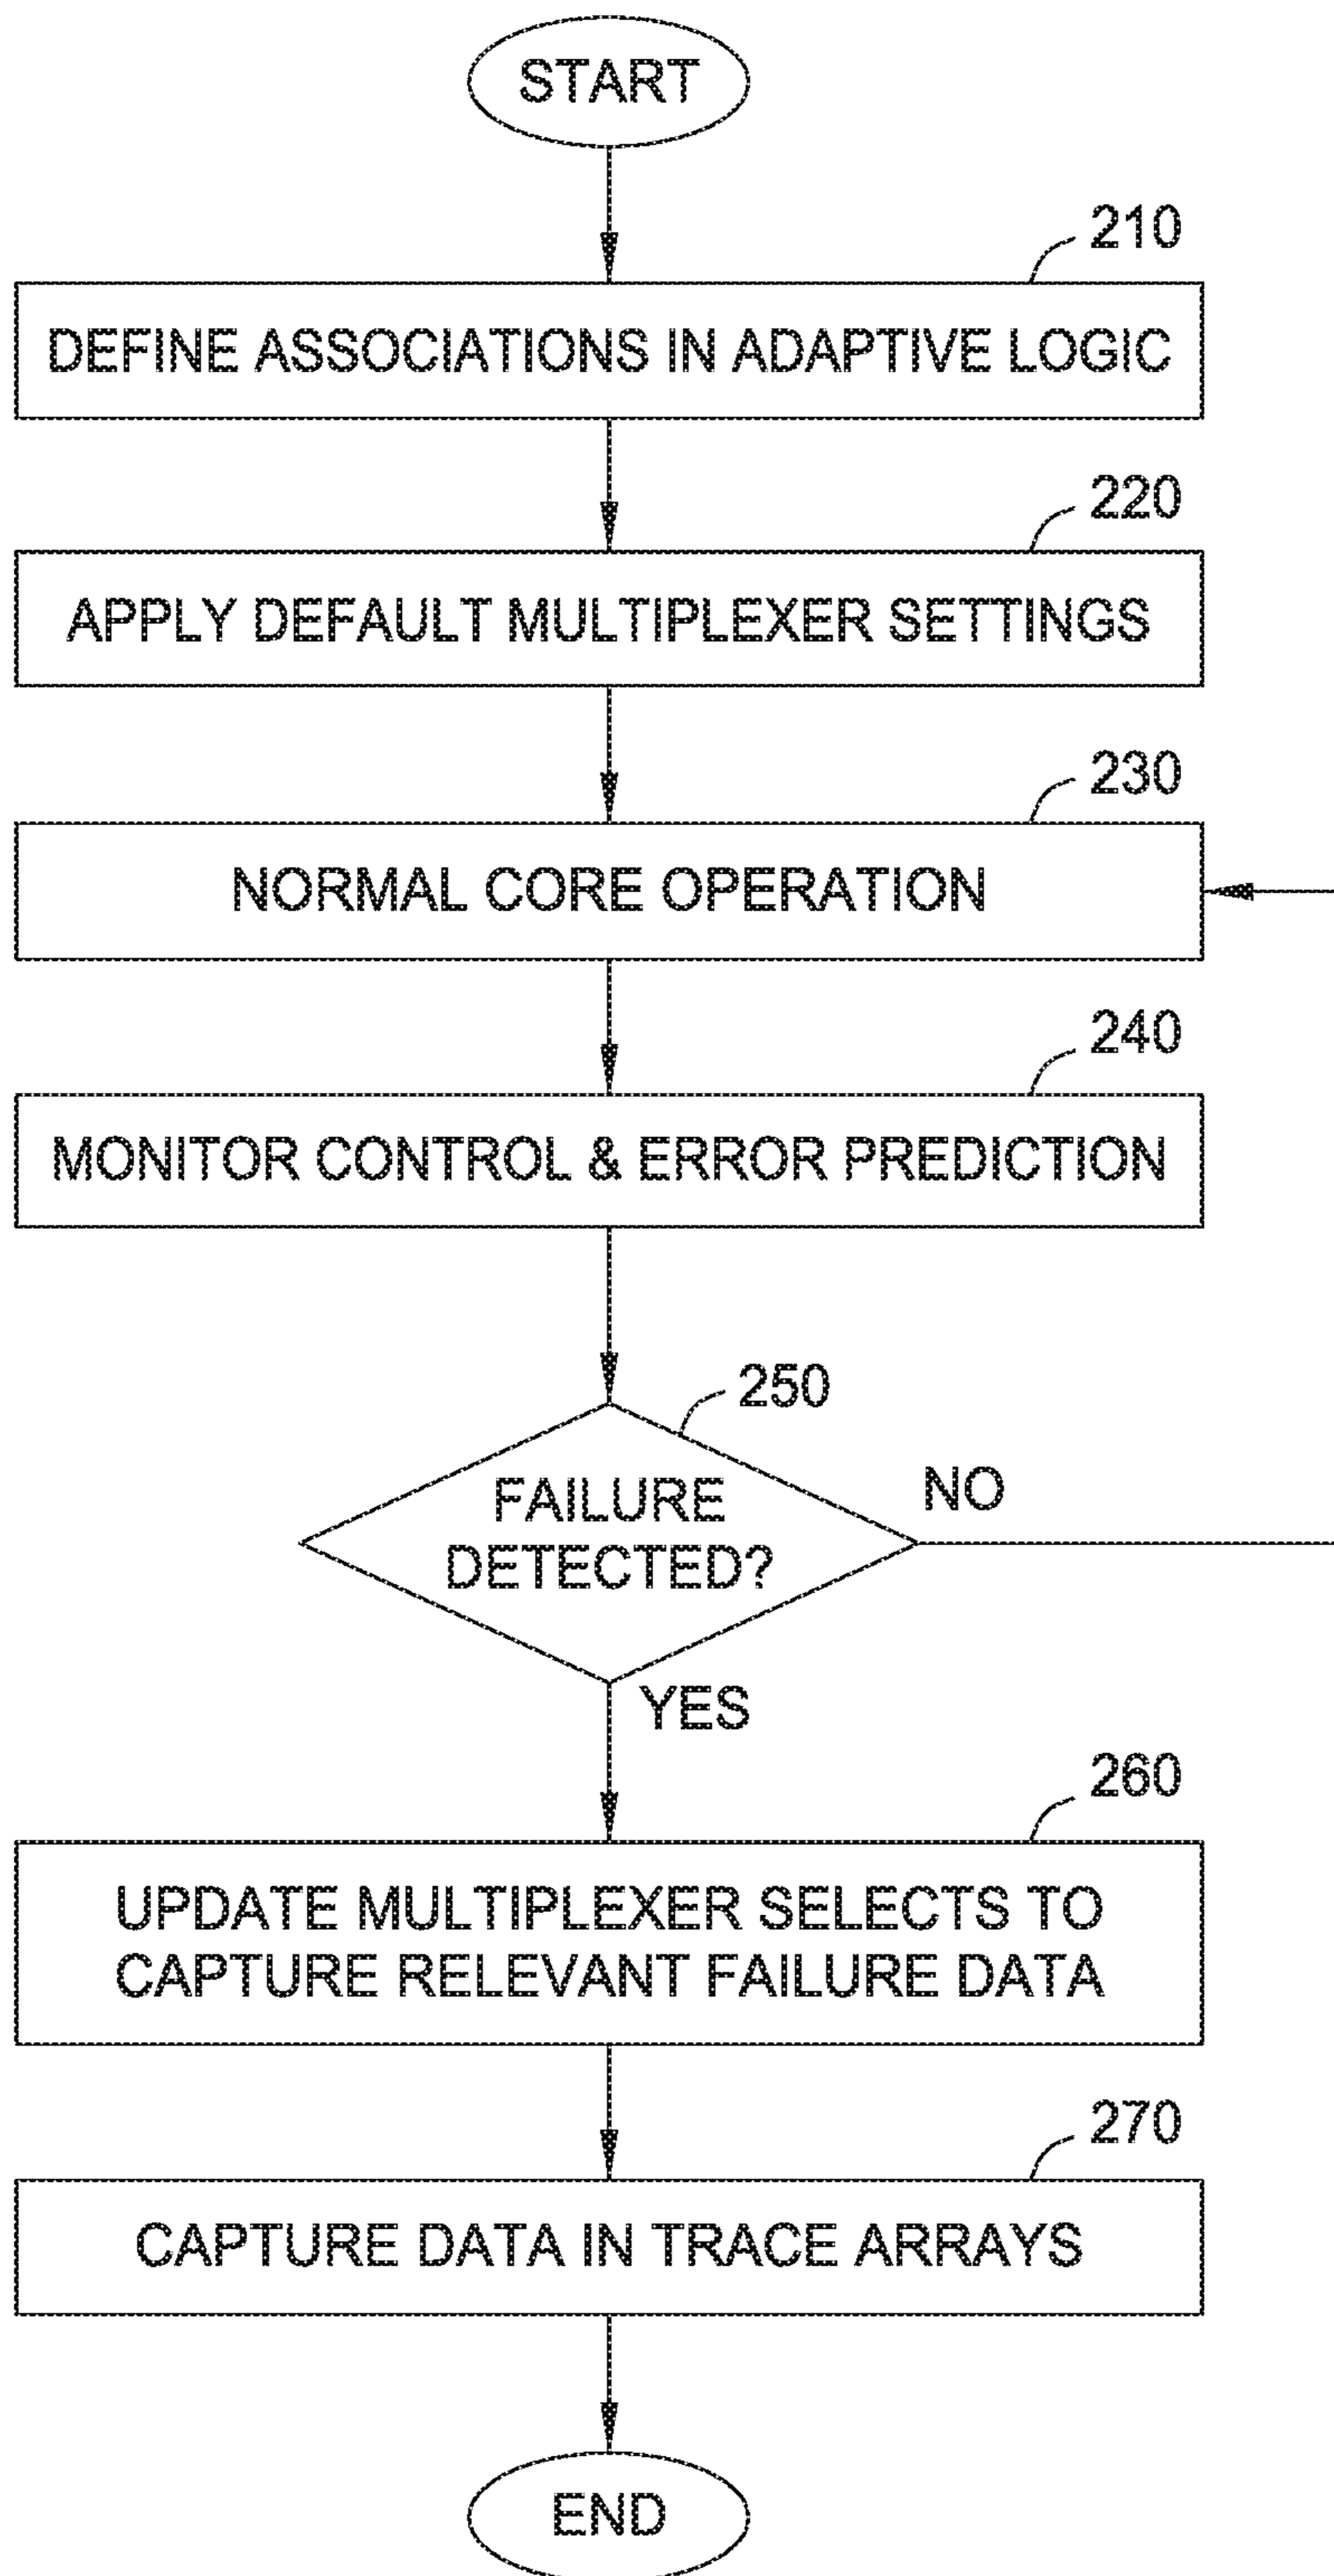 START
210
DEFINE ASSOCIATIONS IN ADAPTIVE LOGIC
220
APPLY DEFAULT MULTIPLEXER SETTINGS
230
NORMAL CORE OPERATION
240
MONITOR CONTROL & ERROR PREDICTION
250
FAILURE
DETECTED?
NO
YES
260
UPDATE MULTIPLEXER SELECTS TO
CAPTURE RELEVANT FAILURE DATA
270
CAPTURE DATA IN TRACE ARRAYS
END